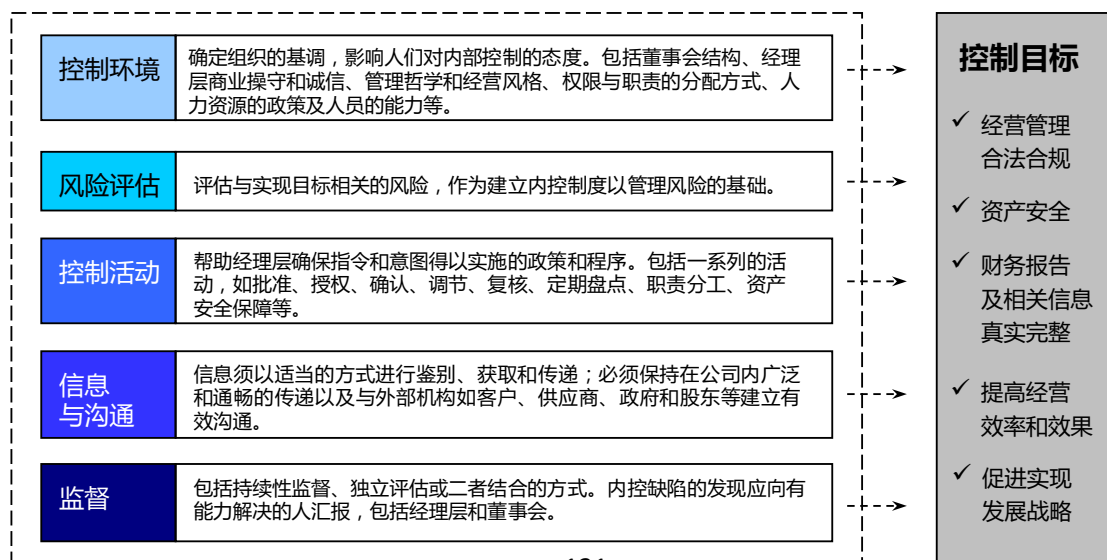 控制环境
确定组织的基调，影响人们对内部控制的态度。包括董事会结构、经理
层商业操守和诚信、管理哲学和经营风格、权限与职责的分配方式、人
力资源的政策及人员的能力等。
风险评估
评估与实现目标相关的风险，作为建立内控制度以管理风险的基础。
控制活动
帮助经理层确保指令和意图得以实施的政策和程序。包括一系列的活
动，如批准、授权、确认、调节、复核、定期盘点、职责分工、资产
安全保障等。
信息
与沟通
信息须以适当的方式进行鉴别、获取和传递；必须保持在公司内广泛
和通畅的传递以及与外部机构如客户、供应商、政府和股东等建立有
效沟通。
监督
包括持续性监督、独立评估或二者结合的方式。内控缺陷的发现应向有
能力解决的人汇报，包括经理层和董事会。
控制目标
✓ 经营管理
合法合规
✓ 资产安全
✓ 财务报告
及相关信息
真实完整
✓ 提高经营
效率和效果
✓ 促进实现
发展战略